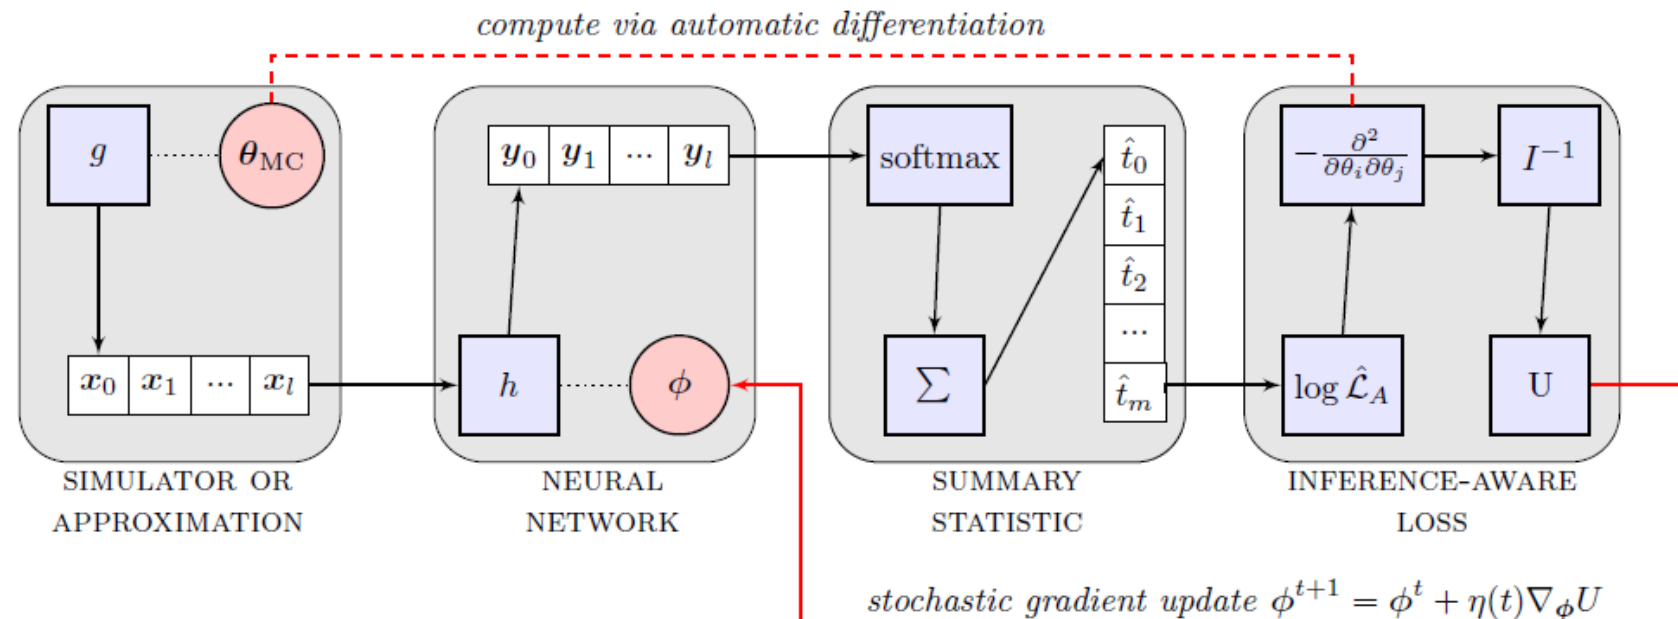 compute via automatic differentiation
g
θ_MC
x_0 x_1 ... x_l
SIMULATOR OR
APPROXIMATION
y_0 y_1 ... y_l
h
ϕ
NEURAL
NETWORK
softmax
∑
t̂_0
t̂_1
t̂_2
...
t̂_m
SUMMARY
STATISTIC
−∂²/∂θ_i∂θ_j
I⁻¹
log ℒ̂_A
U
INFERENCE-AWARE
LOSS
stochastic gradient update ϕ^{t+1} = ϕ^t + η(t)∇_ϕ U